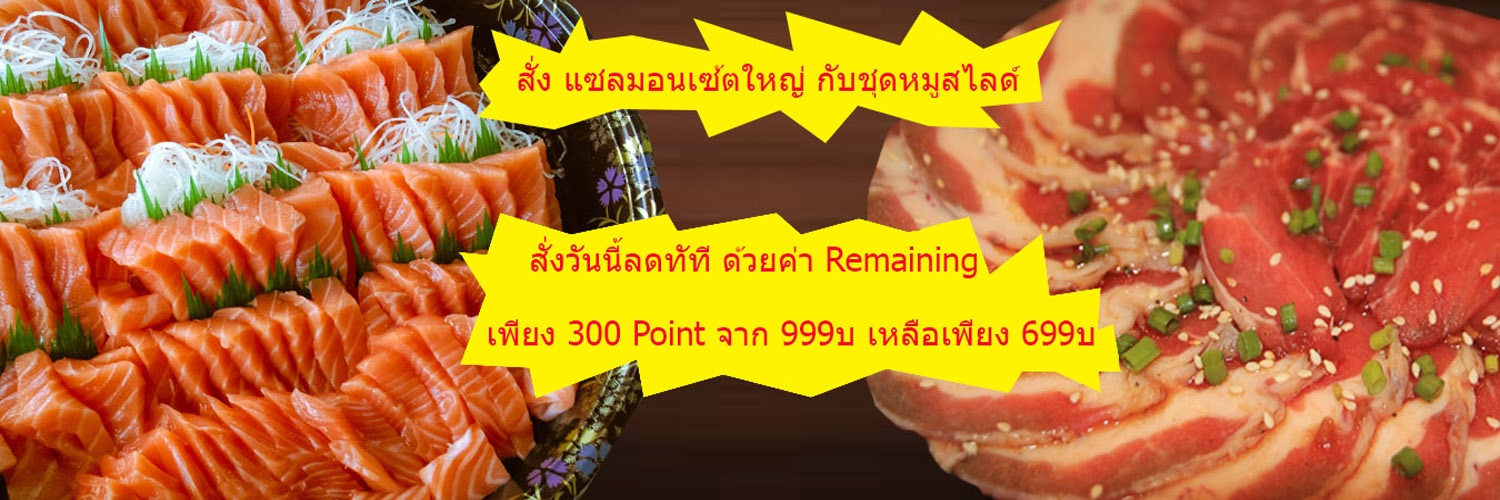 สั่ง แซลมอนเซ้ตใหญ่ กับชุดหมูสไลด์
สั่งวันนี้ลดทัที ด้วยค่า Remaining
เพียง 300 Point จาก 999บ เหลือเพียง 699บ